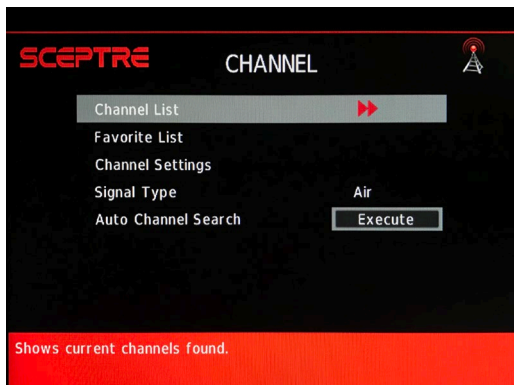 SCEPTRE
CHANNEL
Channel List
Favorite List
Channel Settings
Signal Type Air
Auto Channel Search Execute
Shows current channels found.